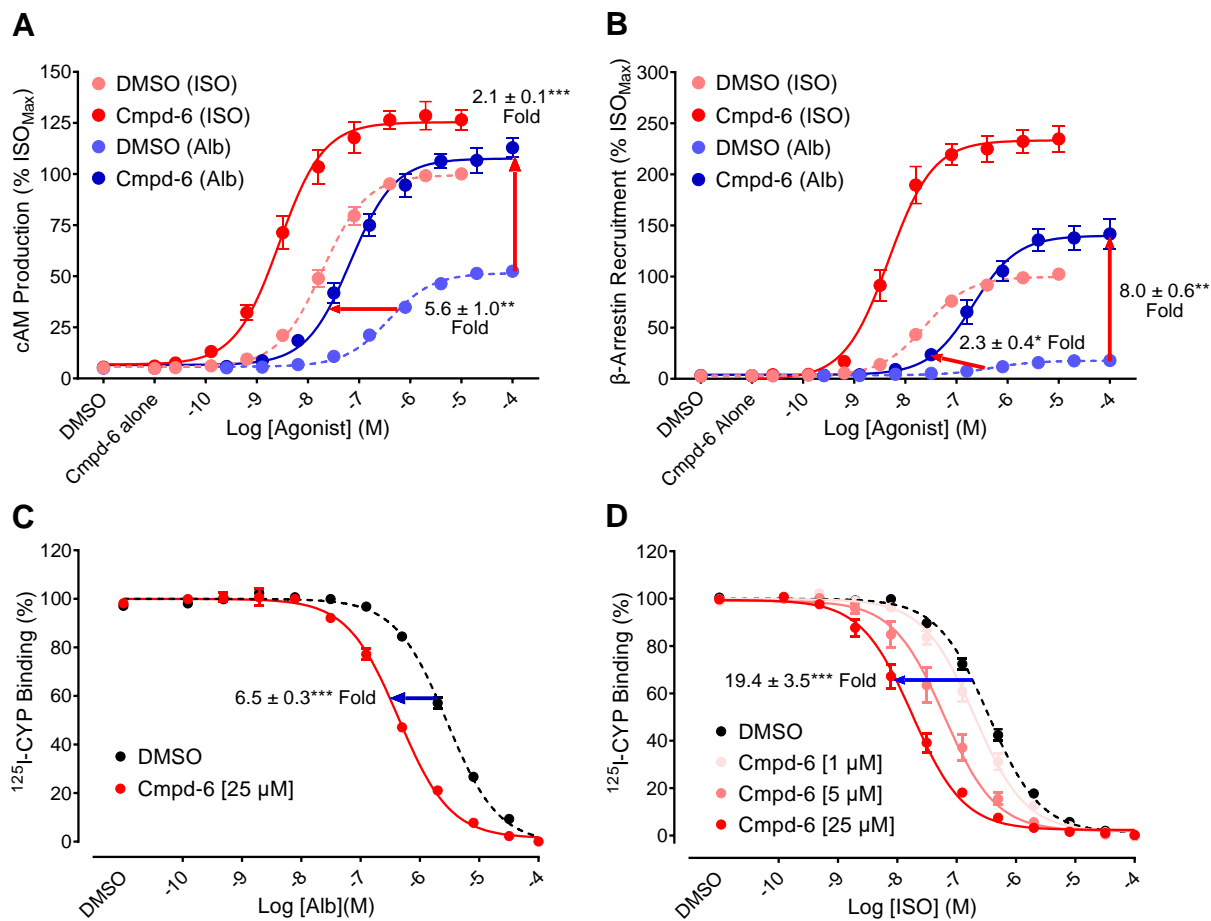 A
cAM Production (% ISOMax)
150
125
100
75
50
25
0
DMSO (ISO)
Cmpd-6 (ISO)
DMSO (Alb)
Cmpd-6 (Alb)
2.1 ± 0.1***
Fold
5.6 ± 1.0**
Fold
DMSO
Cmpd-6 alone
-10
-9
-8
-7
-6
-5
-4
Log [Agonist] (M)
B
β-Arrestin Recruitment (% ISOMax)
300
250
200
150
100
50
0
DMSO (ISO)
Cmpd-6 (ISO)
DMSO (Alb)
Cmpd-6 (Alb)
8.0 ± 0.6**
Fold
2.3 ± 0.4* Fold
DMSO
Cmpd-6 Alone
-10
-9
-8
-7
-6
-5
-4
Log [Agonist] (M)
C
125I-CYP Binding (%)
120
100
80
60
40
20
0
6.5 ± 0.3*** Fold
DMSO
Cmpd-6 [25 µM]
DMSO
-10
-9
-8
-7
-6
-5
-4
Log [Alb](M)
D
125I-CYP Binding (%)
120
100
80
60
40
20
0
19.4 ± 3.5*** Fold
DMSO
Cmpd-6 [1 µM]
Cmpd-6 [5 µM]
Cmpd-6 [25 µM]
DMSO
-10
-9
-8
-7
-6
-5
-4
Log [ISO] (M)